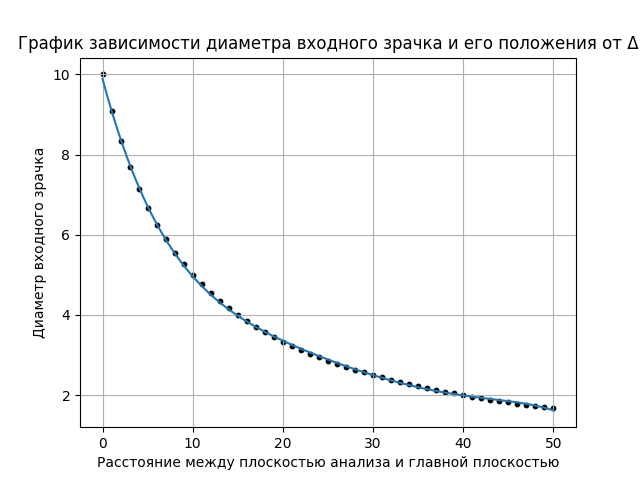 График зависимости диаметра входного зрачка и его положения от Δ
10
8
6
4
2
Диаметр входного зрачка
0 10 20 30 40 50
Расстояние между плоскостью анализа и главной плоскостью